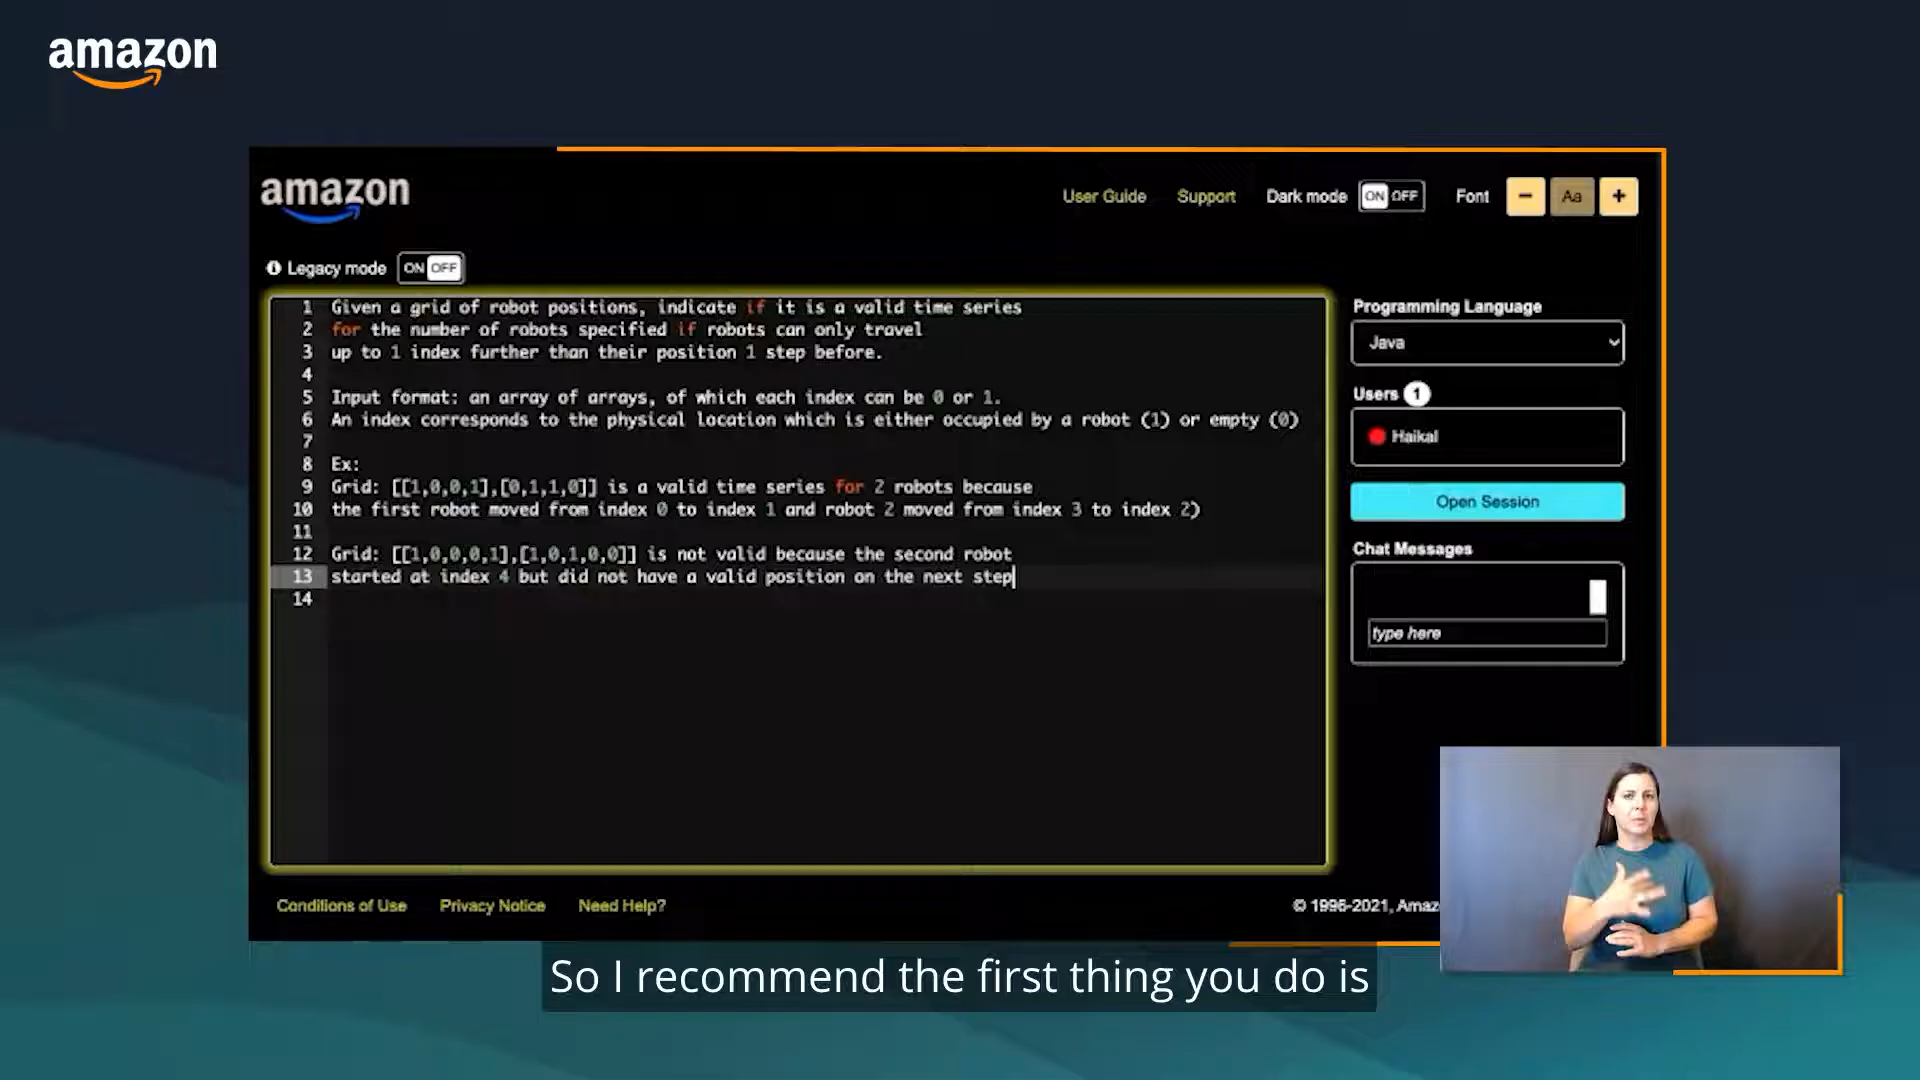 amazon
amazon
User Guide Support Dark mode ON OFF Font - Aa +
Legacy mode ON OFF
1 Given a grid of robot positions, indicate if it is a valid time series
2 for the number of robots specified if robots can only travel
3 up to 1 index further than their position 1 step before.
4
5 Input format: an array of arrays, of which each index can be 0 or 1.
6 An index corresponds to the physical location which is either occupied by a robot (1) or empty (0)
7
8 Ex:
9 Grid: [[1,0,0,1],[0,1,1,0]] is a valid time series for 2 robots because
10 the first robot moved from index 0 to index 1 and robot 2 moved from index 3 to index 2)
11
12 Grid: [[1,0,0,0,1],[1,0,1,0,0]] is not valid because the second robot
13 started at index 4 but did not have a valid position on the next step
14
Programming Language
Java
Users 1
Haikal
Open Session
Chat Messages
type here
Conditions of Use Privacy Notice Need Help?
© 1996-2021, Amaz
So I recommend the first thing you do is